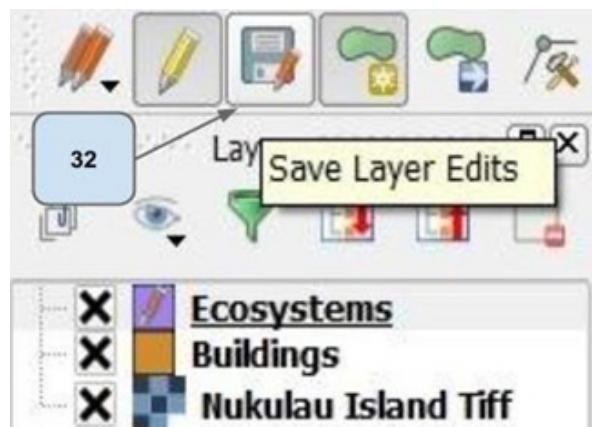 32
Lay
Save Layer Edits
Ecosystems
Buildings
Nukulau Island Tiff